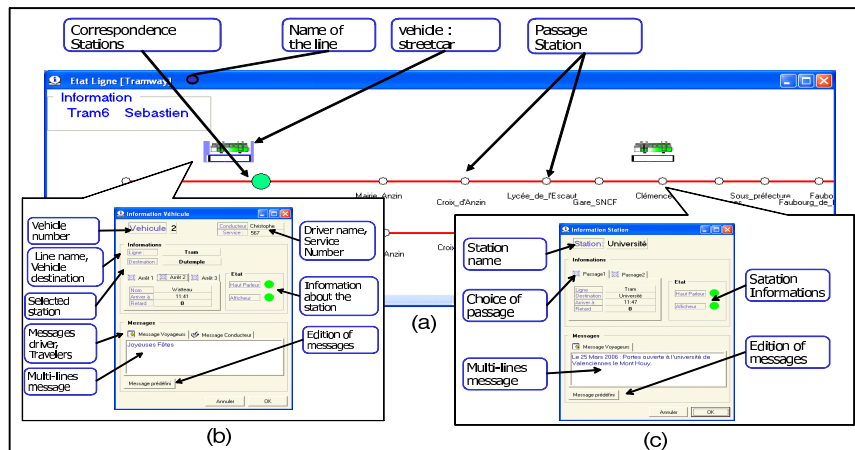 Correspondence
Stations
Name of
the line
vehicle :
streetcar
Passage
Station
Etat Ligne [Tramway]
Information
Tram6 Sebastien
Mairie_Anzin
Croix_d'Anzin
Lycée_de_l'Escaut
Gare_SNCF
Clémence
Sous_préfecture
(a)
Vehicle
number
Line name,
Vehicle
destination
Selected
station
Messages
driver,
Travelers
Multi-lines
message
Information Véhicule
Vehicule 2
Conducteur : Christophe
Service : 567
Informations
Ligne : Tram
Destination : Dutemple
Arrêt 1 Arrêt 2 Arrêt 3
Nom : Watteau
Arriver à 11:41
Retard 0
Etat
Haut Parleur
Afficheur
Messages
Message Voyageurs Message Conducteur
Joyeuses Fêtes
Message prédéfini
Annuler OK
Driver name,
Service
Number
Information
about the
station
Edition of
messages
(b)
Station
name
Choice of
passage
Multi-lines
message
Information Station
Station: Université
Informations
Passage1 Passage2
Ligne Tram
Destination Université
Arriver à 11:47
Retard 0
Etat
Haut Parleur
Afficheur
Messages
Message Voyageurs
Le 25 Mars 2006 : Portes ouverte à l'université de
Valenciennes le Mont Houy.
Message prédéfini
Annuler OK
Satation
Informations
Edition of
messages
(c)